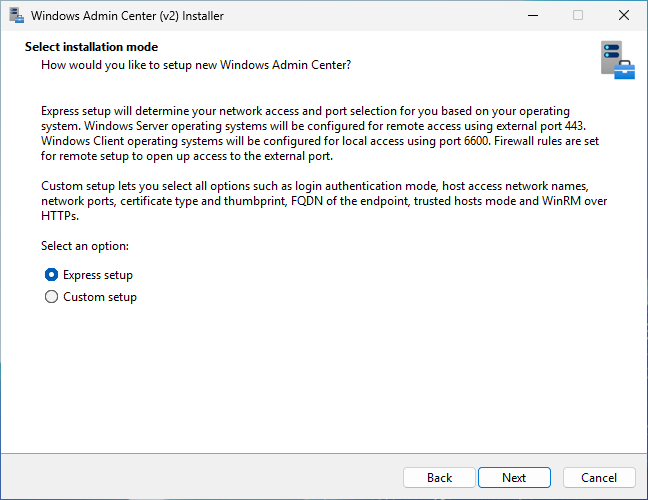 Windows Admin Center (v2) Installer
Select installation mode
How would you like to setup new Windows Admin Center?
Express setup will determine your network access and port selection for you based on your operating
system. Windows Server operating systems will be configured for remote access using external port 443.
Windows Client operating systems will be configured for local access using port 6600. Firewall rules are set
for remote setup to open up access to the external port.
Custom setup lets you select all options such as login authentication mode, host access network names,
network ports, certificate type and thumbprint, FQDN of the endpoint, trusted hosts mode and WinRM over
HTTPs.
Select an option:
Express setup
Custom setup
Back
Next
Cancel